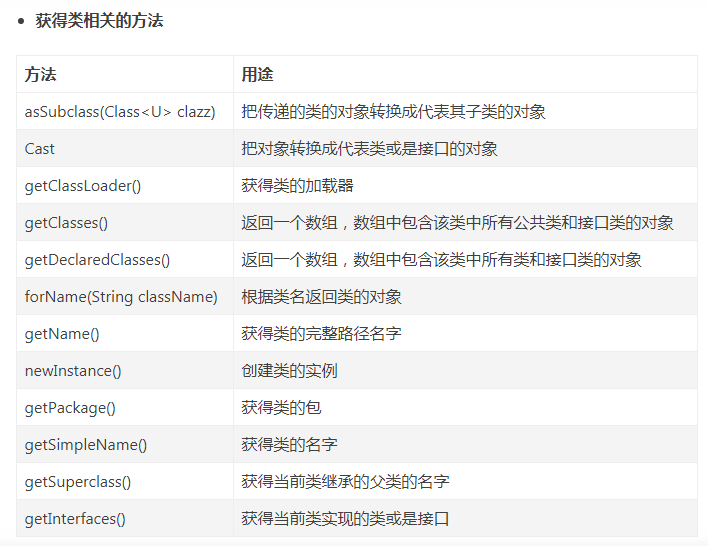 获得类相关的方法
方法 用途
asSubclass(Class<U> clazz) 把传递的类的对象转换成代表其子类的对象
Cast 把对象转换成代表类或是接口的对象
getClassLoader() 获得类的加载器
getClasses() 返回一个数组，数组中包含该类中所有公共类和接口类的对象
getDeclaredClasses() 返回一个数组，数组中包含该类中所有类和接口类的对象
forName(String className) 根据类名返回类的对象
getName() 获得类的完整路径名字
newInstance() 创建类的实例
getPackage() 获得类的包
getSimpleName() 获得类的名字
getSuperclass() 获得当前类继承的父类的名字
getInterfaces() 获得当前类实现的类或是接口